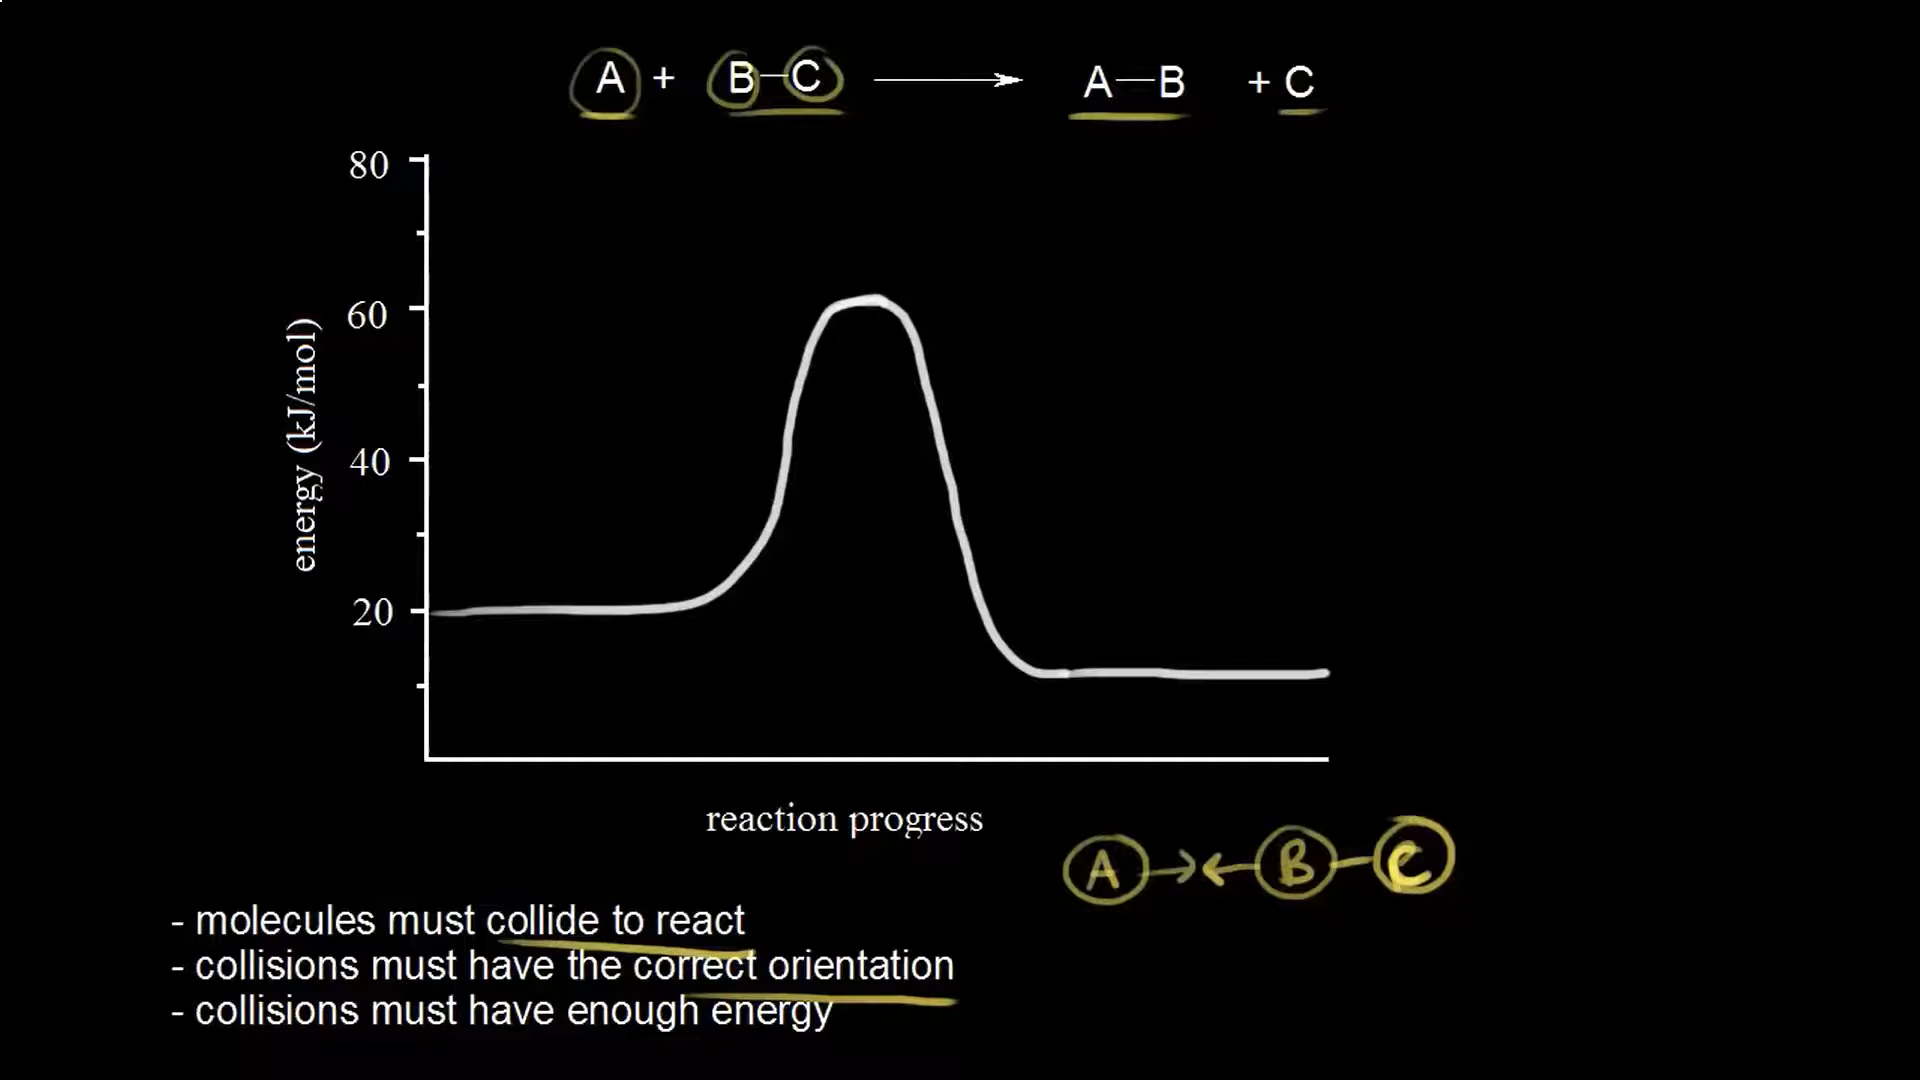 A + B—C ⟶ A—B + C
80
60
40
20
energy (kJ/mol)
reaction progress
A → ← B – C
- molecules must collide to react
- collisions must have the correct orientation
- collisions must have enough energy